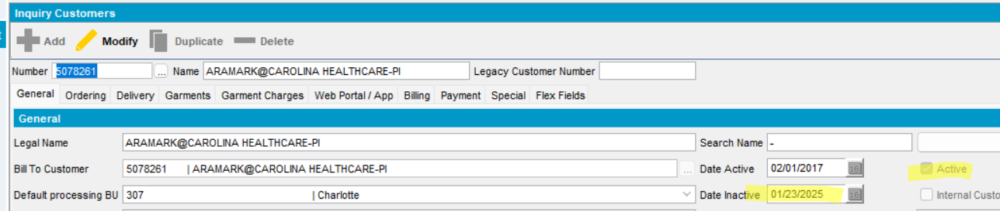 Inquiry Customers
Add Modify Duplicate Delete
Number 5078261 ... Name ARAMARK@CAROLINA HEALTHCARE-PI Legacy Customer Number
General Ordering Delivery Garments Garment Charges Web Portal / App Billing Payment Special Flex Fields
General
Legal Name ARAMARK@CAROLINA HEALTHCARE-PI Search Name -
Bill To Customer 5078261 | ARAMARK@CAROLINA HEALTHCARE-PI ... Date Active 02/01/2017 16 Active
Default processing BU 307 | Charlotte Date Inactive 01/23/2025 16 Internal Custo